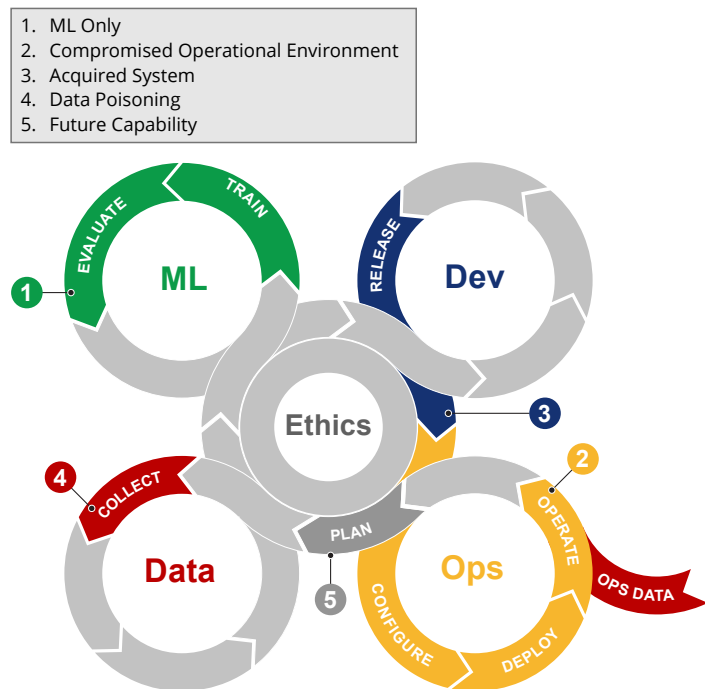 1. ML Only
2. Compromised Operational Environment
3. Acquired System
4. Data Poisoning
5. Future Capability
TRAIN
EVALUATE
ML
1
RELEASE
Dev
Ethics
3
4
COLLECT
Data
2
OPERATE
PLAN
5
Ops
OPS DATA
CONFIGURE
DEPLOY